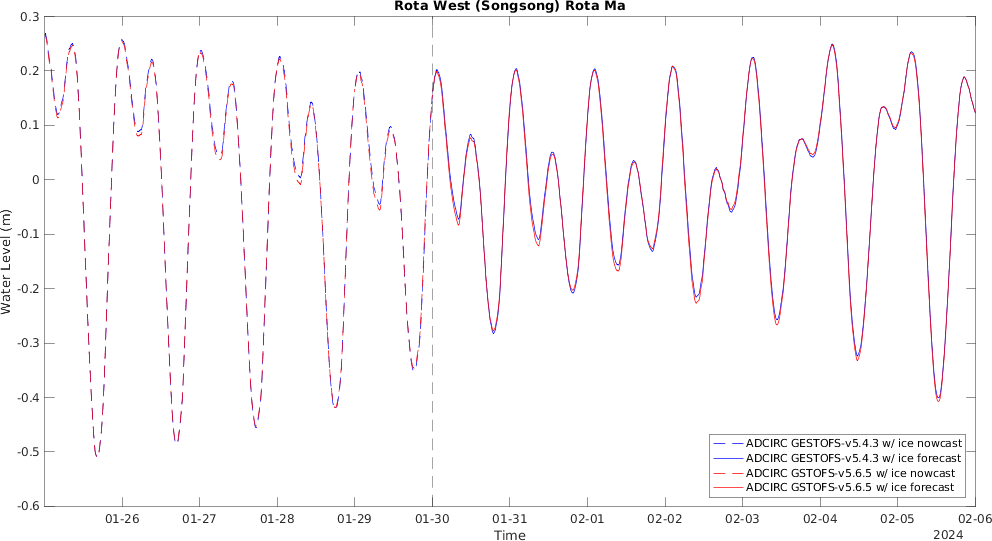 Rota West (Songsong) Rota Ma
0.3
0.2
0.1
0
-0.1
-0.2
-0.3
-0.4
-0.5
-0.6
Water Level (m)
01-26 01-27 01-28 01-29 01-30 01-31 02-01 02-02 02-03 02-04 02-05 02-06
2024
Time
ADCIRC GESTOFS-v5.4.3 w/ ice nowcast
ADCIRC GESTOFS-v5.4.3 w/ ice forecast
ADCIRC GSTOFS-v5.6.5 w/ ice nowcast
ADCIRC GSTOFS-v5.6.5 w/ ice forecast